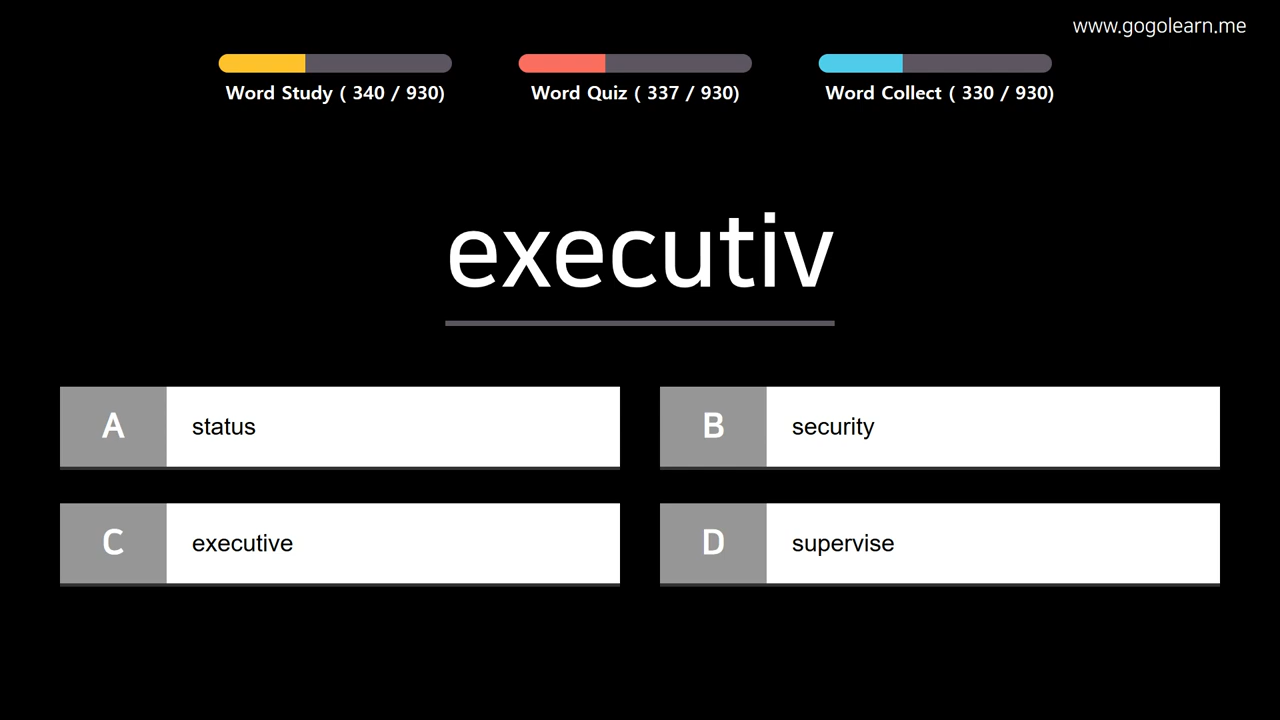 www.gogolearn.me
Word Study ( 340 / 930)
Word Quiz ( 337 / 930)
Word Collect ( 330 / 930)
executiv
A status
B security
C executive
D supervise